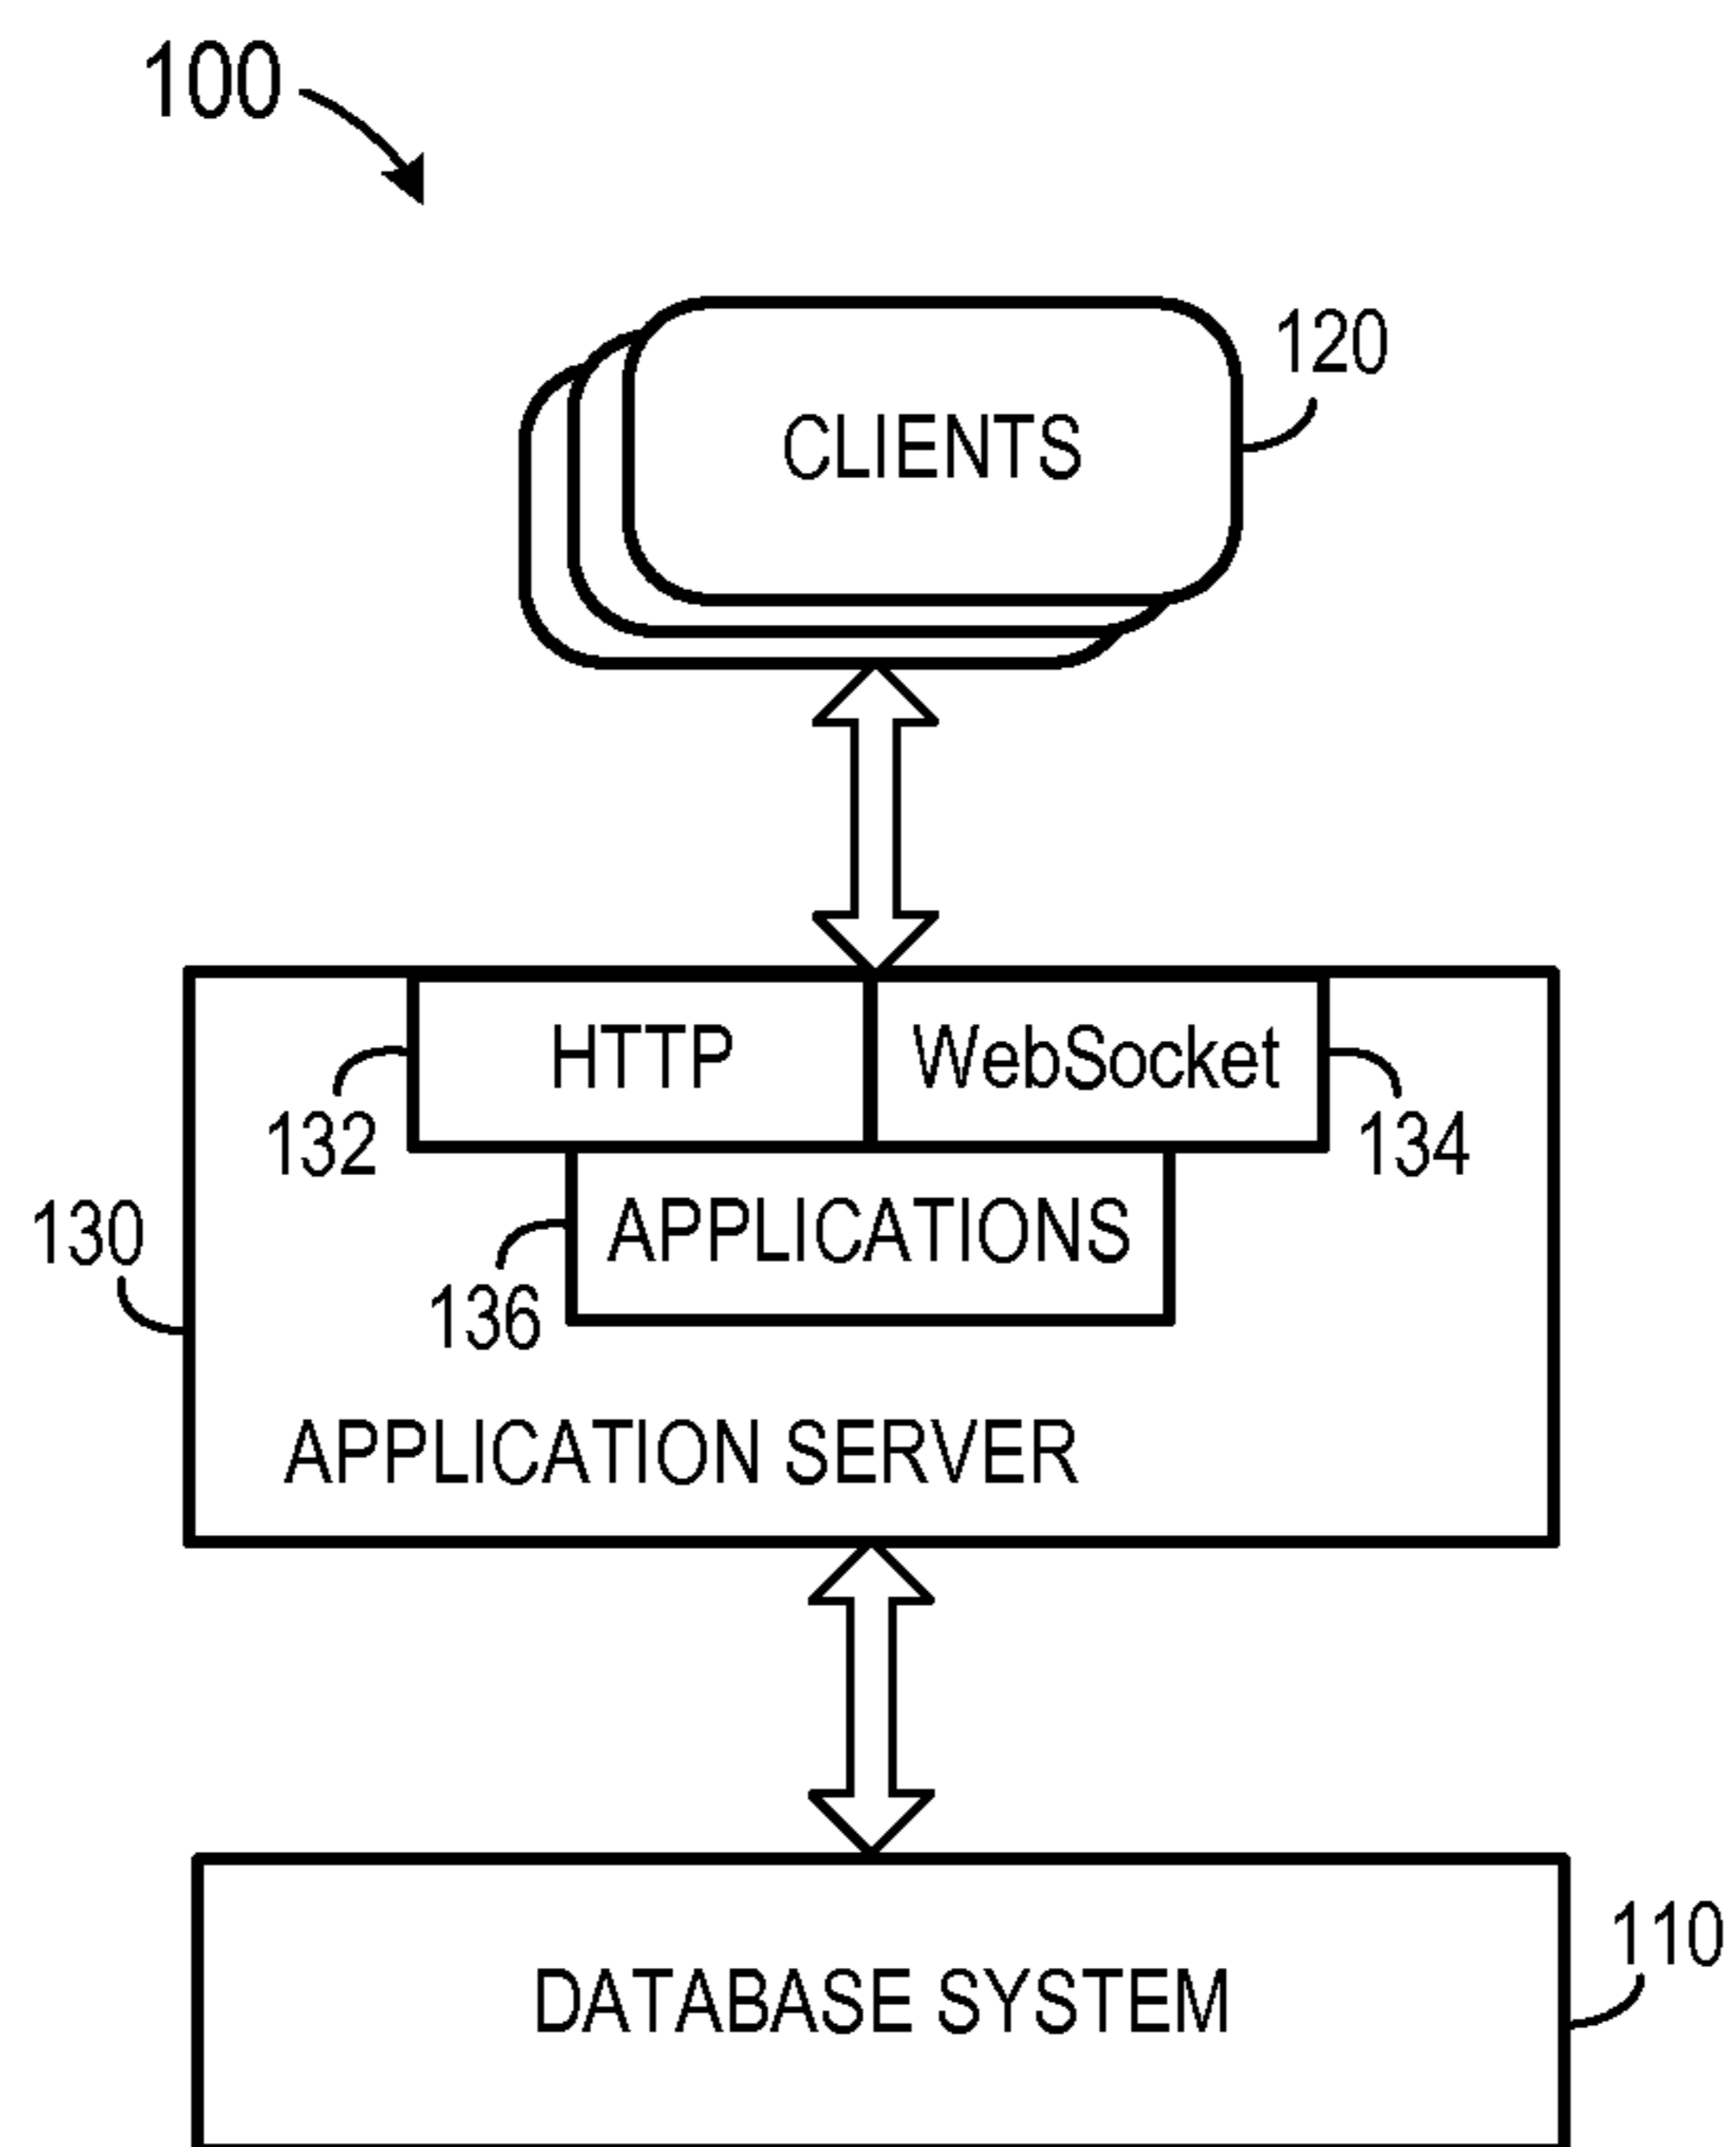 100
120
CLIENTS
HTTP
WebSocket
132
134
130
APPLICATIONS
136
APPLICATION SERVER
110
DATABASE SYSTEM